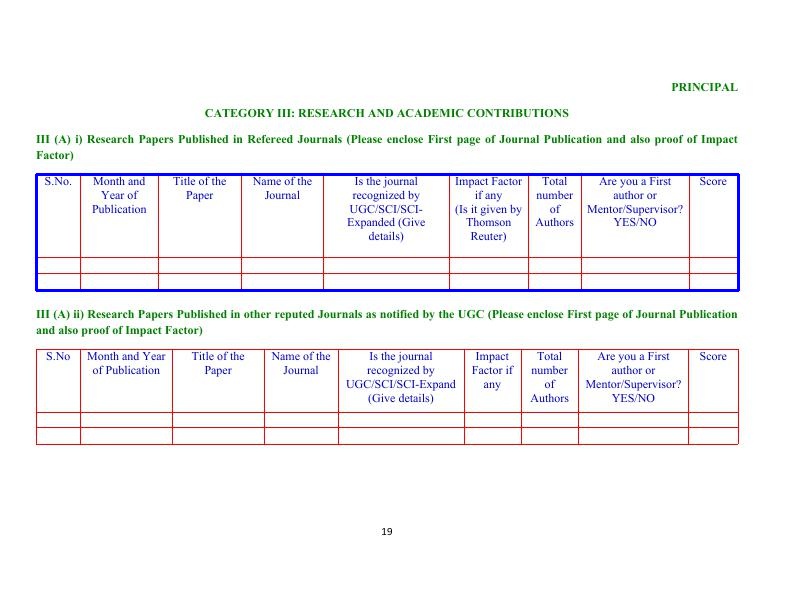 PRINCIPAL
CATEGORY III: RESEARCH AND ACADEMIC CONTRIBUTIONS
III (A) i) Research Papers Published in Refereed Journals (Please enclose First page of Journal Publication and also proof of Impact
Factor)
S.No.
Month and
Year of
Publication
Title of the
Paper
Name of the
Journal
Is the journal
recognized by
UGC/SCI/SCI-
Expanded (Give
details)
Impact Factor
if any
(Is it given by
Thomson
Reuter)
Total
number
of
Authors
Are you a First
author or
Mentor/Supervisor?
YES/NO
Score
III (A) ii) Research Papers Published in other reputed Journals as notified by the UGC (Please enclose First page of Journal Publication
and also proof of Impact Factor)
S.No
Month and Year
of Publication
Title of the
Paper
Name of the
Journal
Is the journal
recognized by
UGC/SCI/SCI-Expand
(Give details)
Impact
Factor if
any
Total
number
of
Authors
Are you a First
author or
Mentor/Supervisor?
YES/NO
Score
19